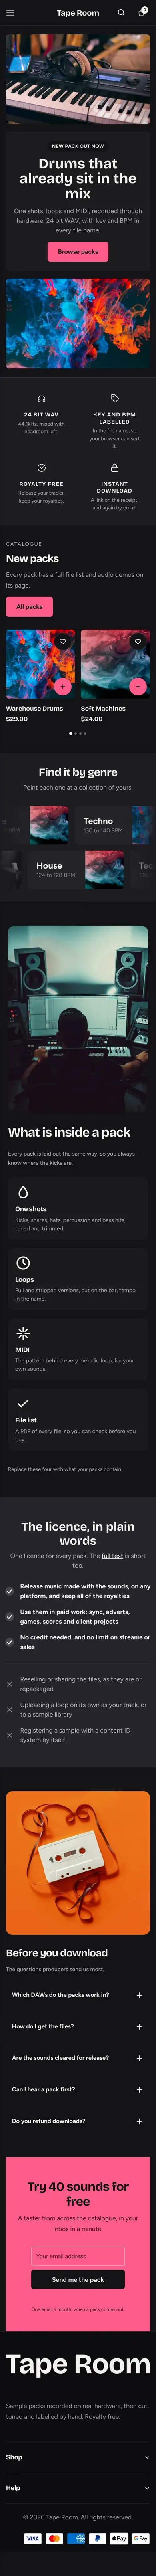 Tape Room
0
NEW PACK OUT NOW
Drums that
already sit in the
mix
One shots, loops and MIDI, recorded through
hardware. 24 bit WAV, with key and BPM in
every file name.
Browse packs
24 BIT WAV
44.1kHz, mixed with
headroom left.
KEY AND BPM
LABELLED
In the file name, so
your browser can sort
it.
ROYALTY FREE
Release your tracks,
keep your royalties.
INSTANT
DOWNLOAD
A link on the receipt,
and again by email.
CATALOGUE
New packs
Every pack has a full file list and audio demos on
its page.
All packs
Warehouse Drums
$29.00
Soft Machines
$24.00
Find it by genre
Point each one at a collection of yours.
BPM
Techno
130 to 140 BPM
House
124 to 128 BPM
What is inside a pack
Every pack is laid out the same way, so you always
know where the kicks are.
One shots
Kicks, snares, hats, percussion and bass hits,
tuned and trimmed.
Loops
Full and stripped versions, cut on the bar, tempo
in the name.
MIDI
The pattern behind every melodic loop, for your
own sounds.
File list
A PDF of every file, so you can check before you
buy.
Replace these four with what your packs contain.
The licence, in plain
words
One licence for every pack. The full text is short
too.
Release music made with the sounds, on any
platform, and keep all of the royalties
Use them in paid work: sync, adverts,
games, scores and client projects
No credit needed, and no limit on streams or
sales
Reselling or sharing the files, as they are or
repackaged
Uploading a loop on its own as your track, or
to a sample library
Registering a sample with a content ID
system by itself
Before you download
The questions producers send us most.
Which DAWs do the packs work in?
How do I get the files?
Are the sounds cleared for release?
Can I hear a pack first?
Do you refund downloads?
Try 40 sounds for
free
A taster from across the catalogue, in your
inbox in a minute.
Your email address
Send me the pack
One email a month, when a pack comes out.
Tape Room
Sample packs recorded on real hardware, then cut,
tuned and labelled by hand. Royalty free.
Shop
Help
© 2026 Tape Room. All rights reserved.
VISA
PayPal
Apple Pay
G Pay